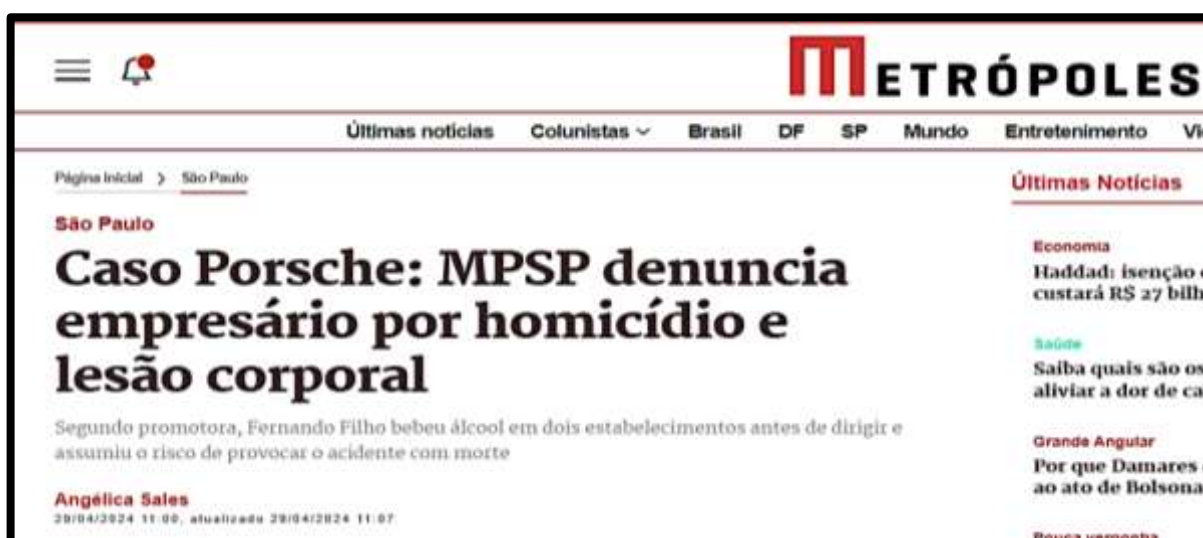 METRÓPOLES
Últimas notícias Colunistas Brasil DF SP Mundo Entretenimento
Página inicial > São Paulo
São Paulo
Caso Porsche: MPSP denuncia
empresário por homicídio e
lesão corporal
Segundo promotora, Fernando Filho bebeu álcool em dois estabelecimentos antes de dirigir e
assumiu o risco de provocar o acidente com morte
Angélica Sales
29/04/2024 11:00, atualizado 29/04/2024 11:07
Últimas Notícias
Economia
Haddad: isenção
custará R$ 27
Saúde
Saiba quais são os
aliviar a dor de
Grande Angular
Por que Damares
ao ato de
Pouca vergonha